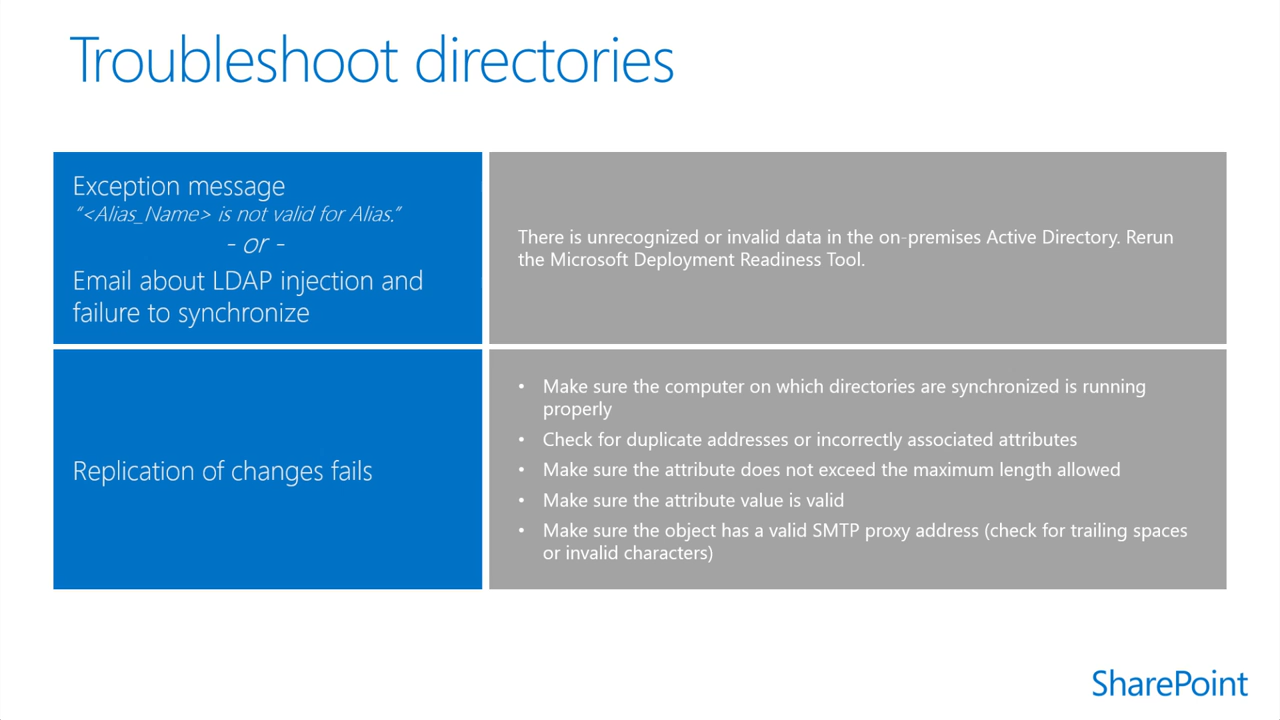 Troubleshoot directories
Exception message
“<Alias_Name> is not valid for Alias.”
- or -
Email about LDAP injection and
failure to synchronize
There is unrecognized or invalid data in the on-premises Active Directory. Rerun
the Microsoft Deployment Readiness Tool.
Replication of changes fails
• Make sure the computer on which directories are synchronized is running
properly
• Check for duplicate addresses or incorrectly associated attributes
• Make sure the attribute does not exceed the maximum length allowed
• Make sure the attribute value is valid
• Make sure the object has a valid SMTP proxy address (check for trailing spaces
or invalid characters)
SharePoint